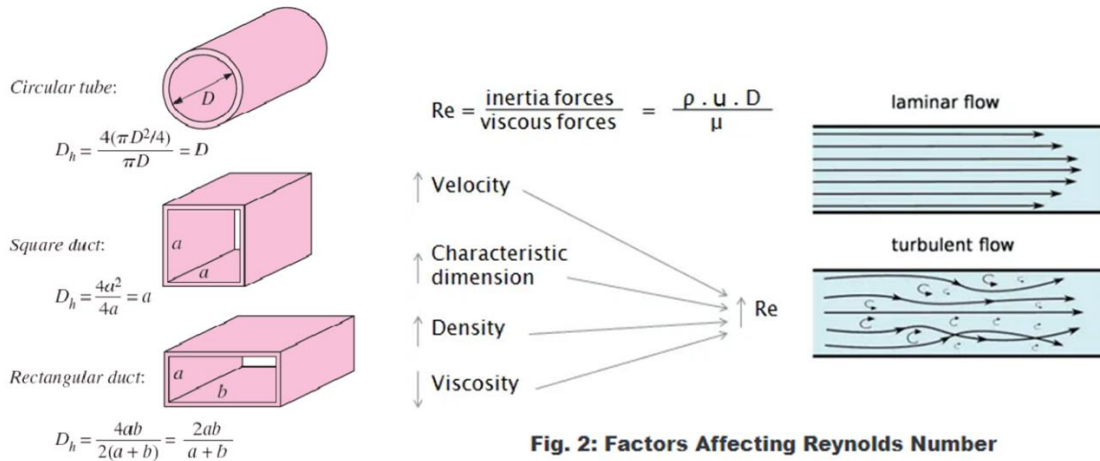 Circular tube:
D
D_h = 4(πD²/4) / πD = D
Square duct:
a
a
D_h = 4a² / 4a = a
Rectangular duct:
a
b
D_h = 4ab / 2(a + b) = 2ab / a + b
Re = inertia forces / viscous forces = ρ . u . D / μ
↑ Velocity
↑ Characteristic
dimension
↑ Density
↓ Viscosity
↑ Re
laminar flow
turbulent flow
Fig. 2: Factors Affecting Reynolds Number